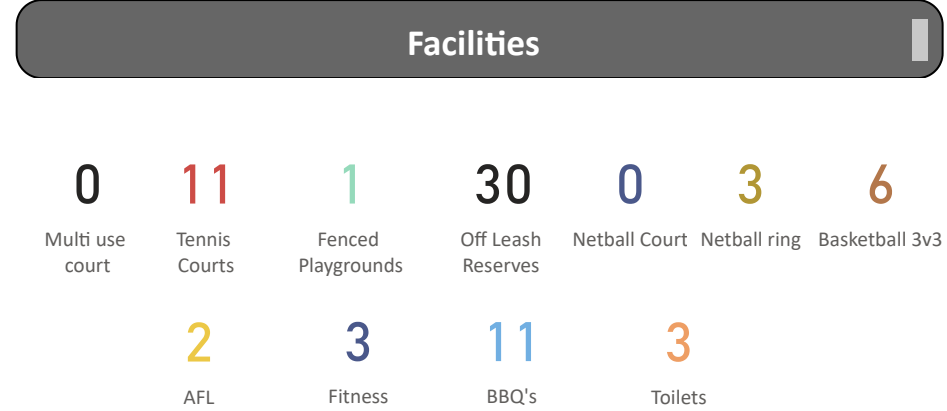 Facilities
0 11 1 30 0 3 6
Multi use Tennis Fenced Off Leash Netball Court Netball ring Basketball 3v3
court Courts Playgrounds Reserves
2 3 11 3
AFL Fitness BBQ's Toilets